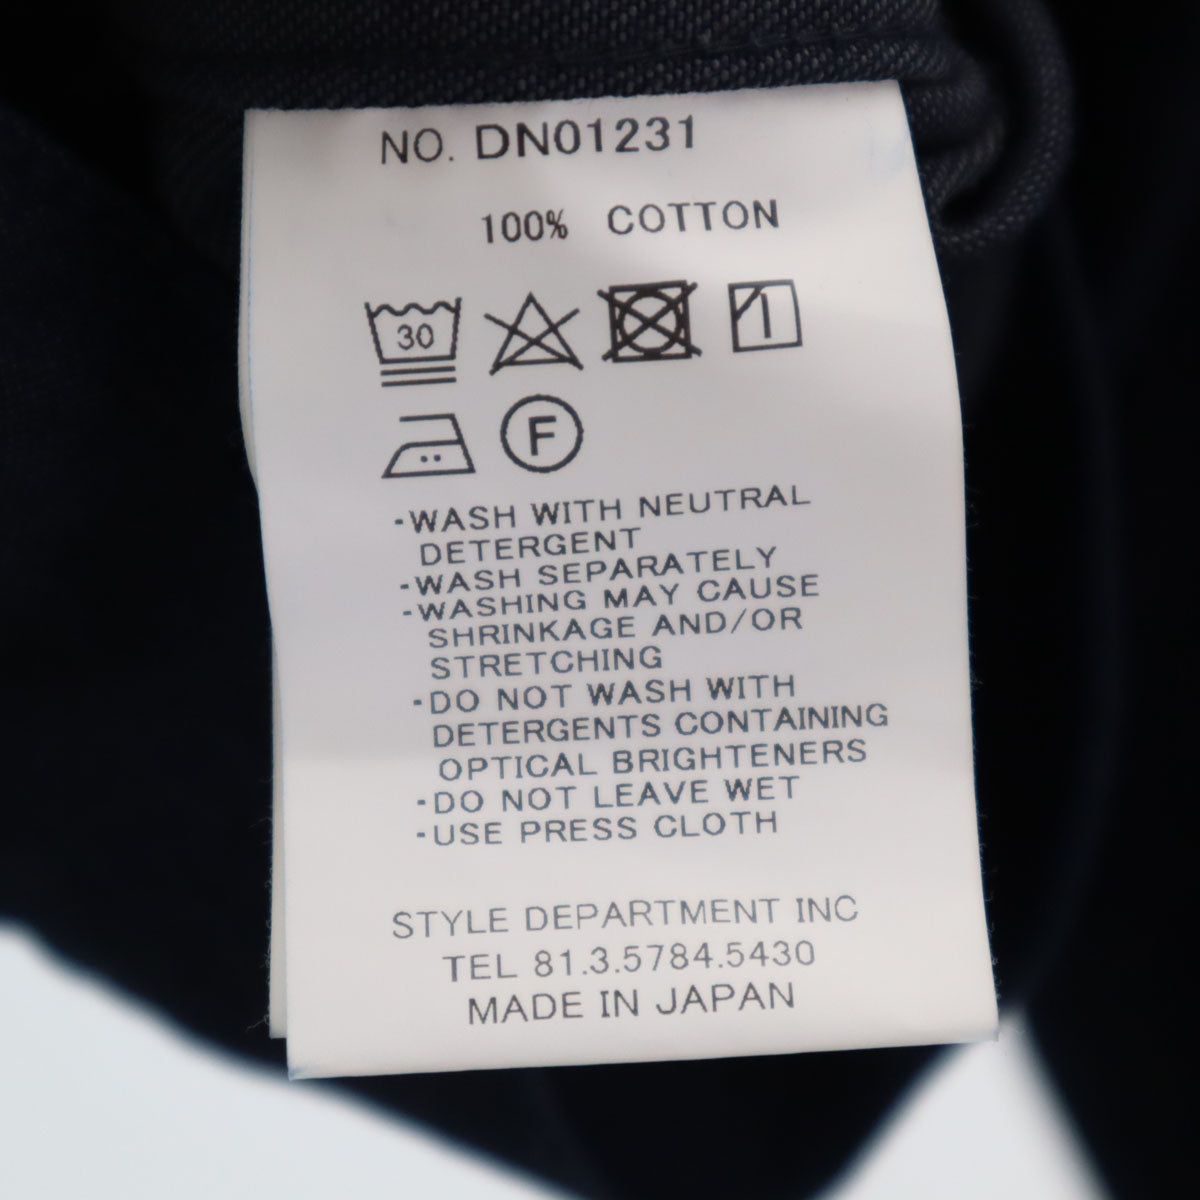 NO. DN01231
100% COTTON
30
F
·WASH WITH NEUTRAL
DETERGENT
·WASH SEPARATELY
·WASHING MAY CAUSE
SHRINKAGE AND/OR
STRETCHING
·DO NOT WASH WITH
DETERGENTS CONTAINING
OPTICAL BRIGHTENERS
·DO NOT LEAVE WET
·USE PRESS CLOTH
STYLE DEPARTMENT INC
TEL 81.3.5784.5430
MADE IN JAPAN